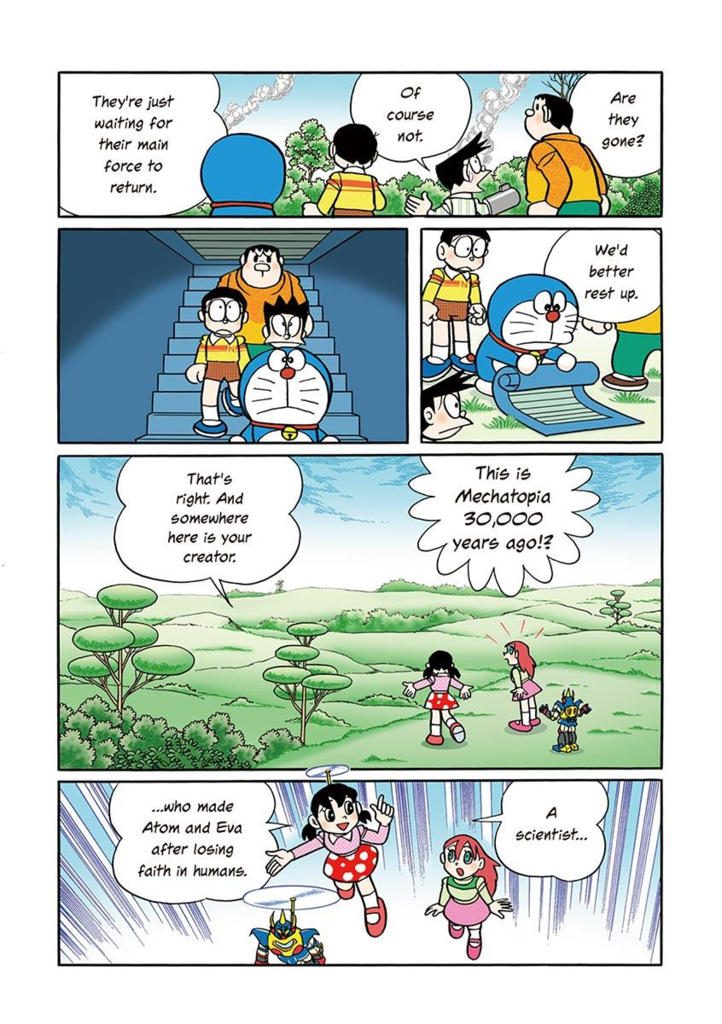 Are
they
gone?
Of
course
not.
They're just
waiting for
their main
force to
return.
We'd
better
rest up.
N
This is
Mechatopia
30,000
years ago!?
That's
right. And
somewhere
here is your
creator.
A
scientist...
...who made
Atom and Eva
after losing
faith in humans.